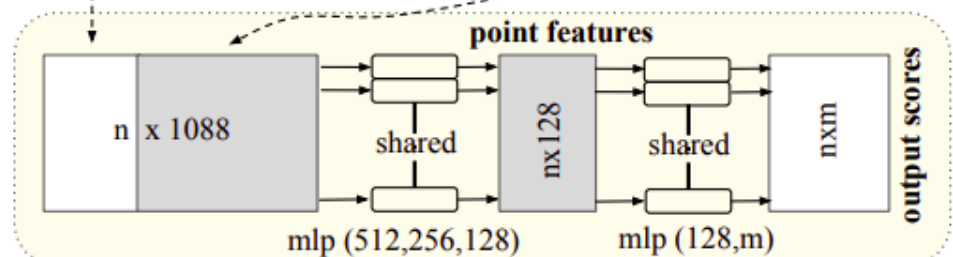 point features
n x 1088
shared
nx128
shared
nxm
output scores
mlp (512,256,128)
mlp (128,m)